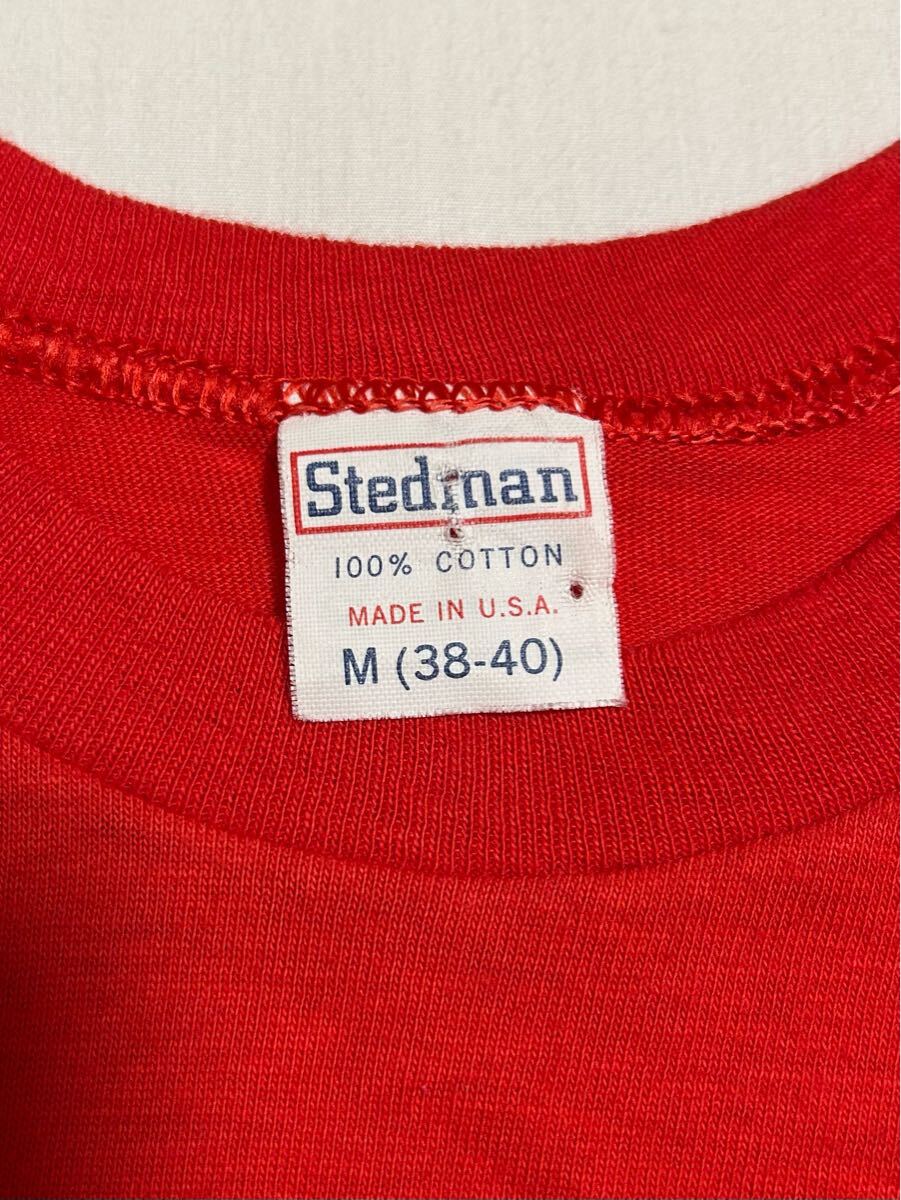 Stedman
100% COTTON
MADE IN U.S.A.
M (38-40)